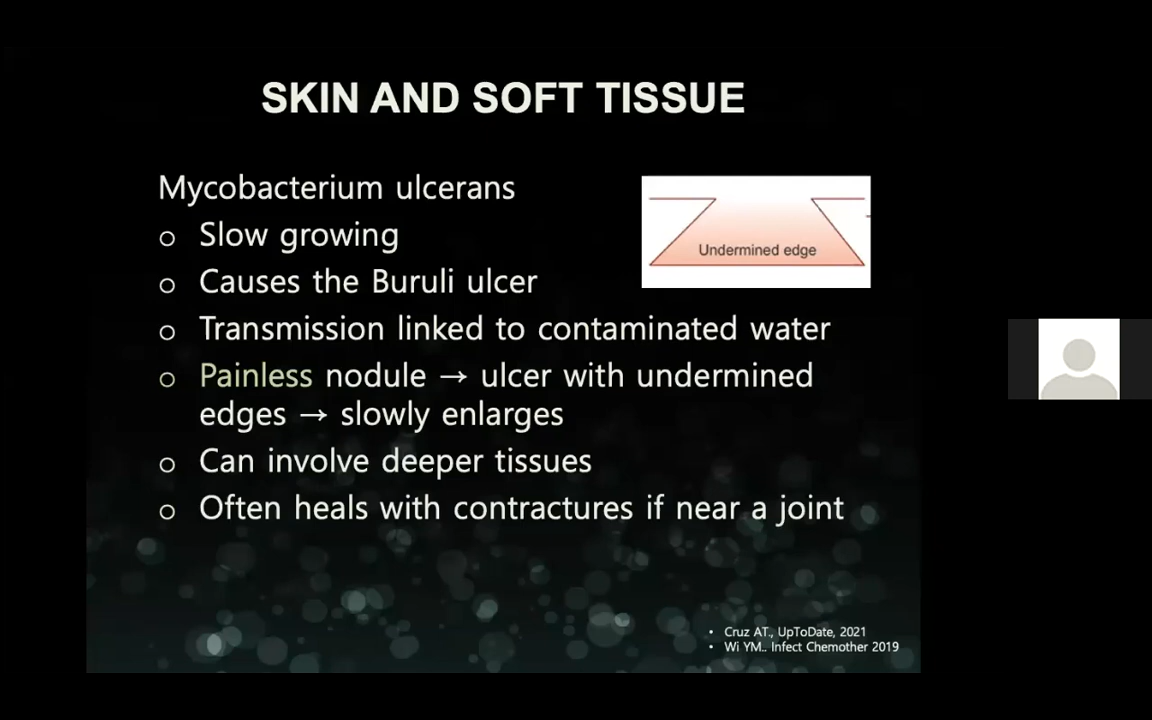 SKIN AND SOFT TISSUE
Mycobacterium ulcerans
o Slow growing
o Causes the Buruli ulcer
o Transmission linked to contaminated water
o Painless nodule → ulcer with undermined
edges → slowly enlarges
o Can involve deeper tissues
o Often heals with contractures if near a joint
Undermined edge
• Cruz AT., UpToDate, 2021
• Wi YM.. Infect Chemother 2019